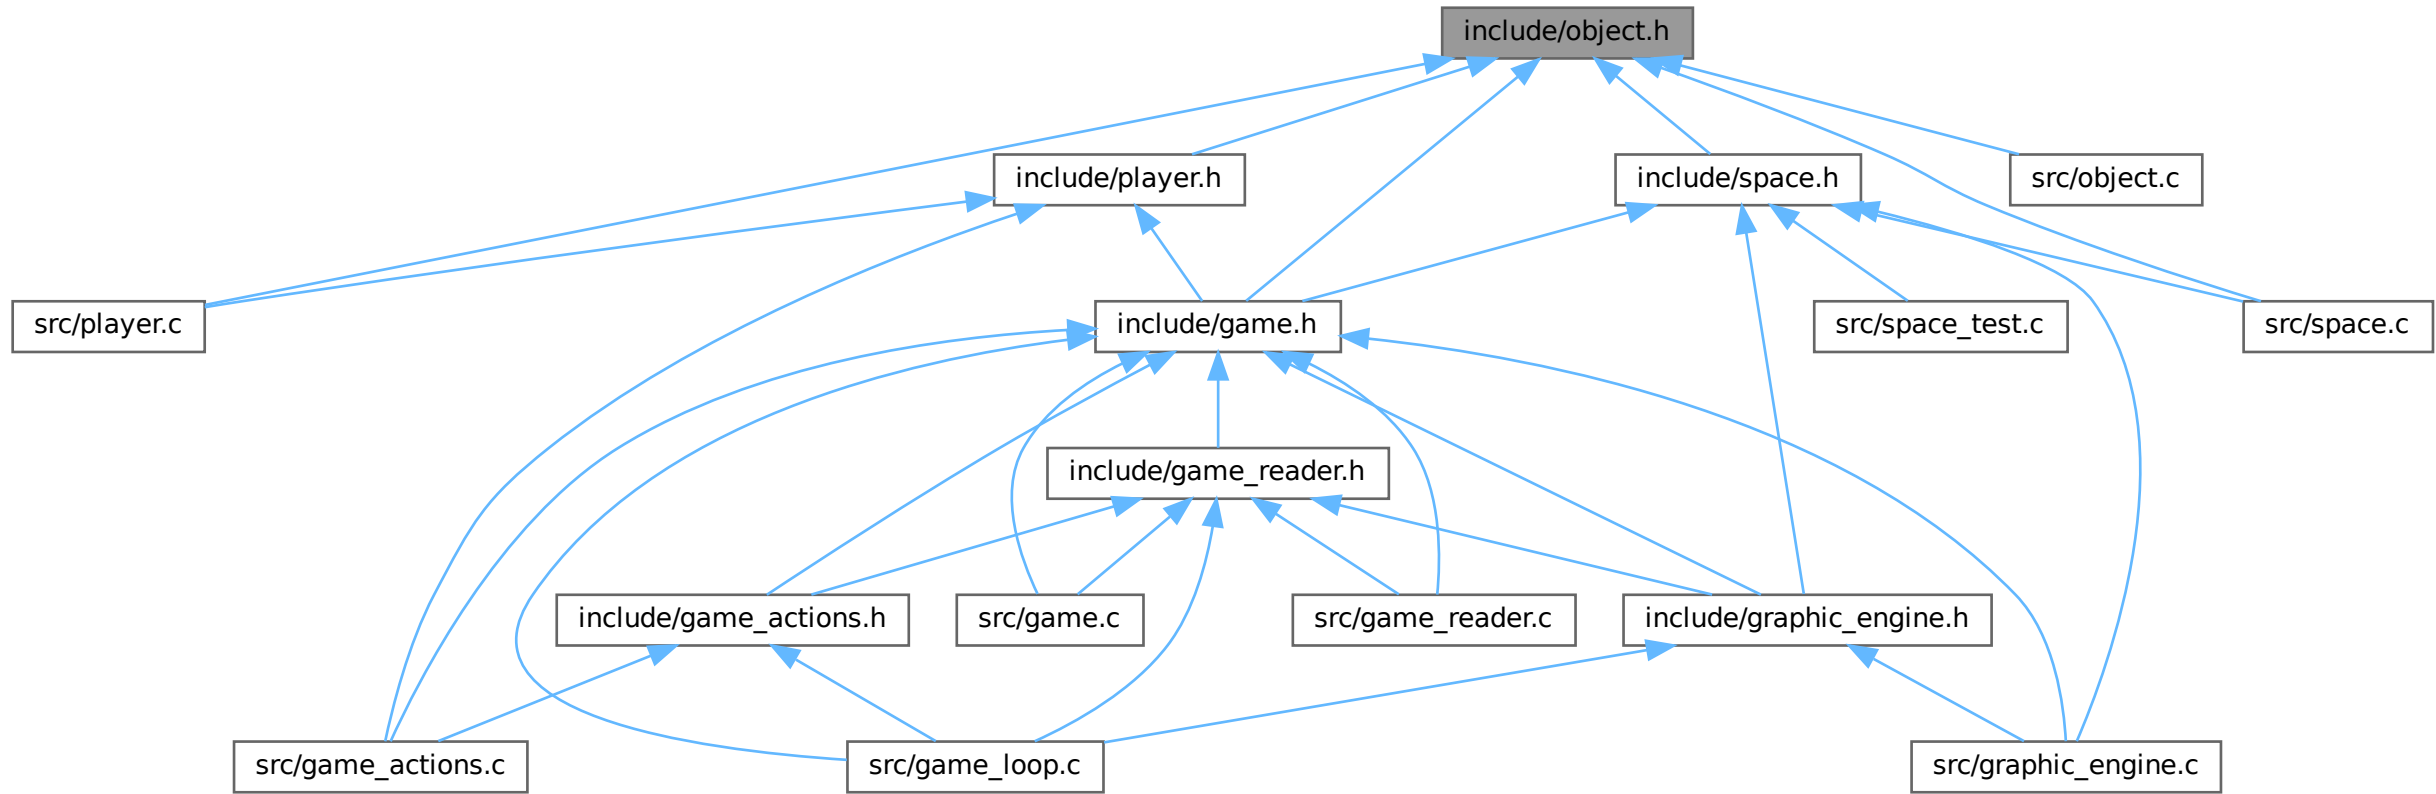 include/object.h
include/player.h
include/space.h
src/object.c
src/player.c
include/game.h
src/space_test.c
src/space.c
include/game_reader.h
include/game_actions.h
src/game.c
src/game_reader.c
include/graphic_engine.h
src/game_actions.c
src/game_loop.c
src/graphic_engine.c